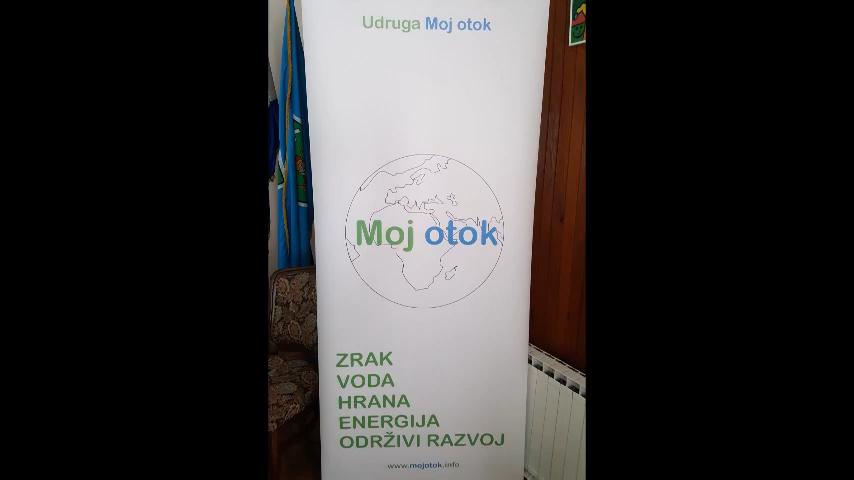 Udruga Moj otok
Moj otok
ZRAK
VODA
HRANA
ENERGIJA
ODRŽIVI RAZVOJ
www.mojotok.info